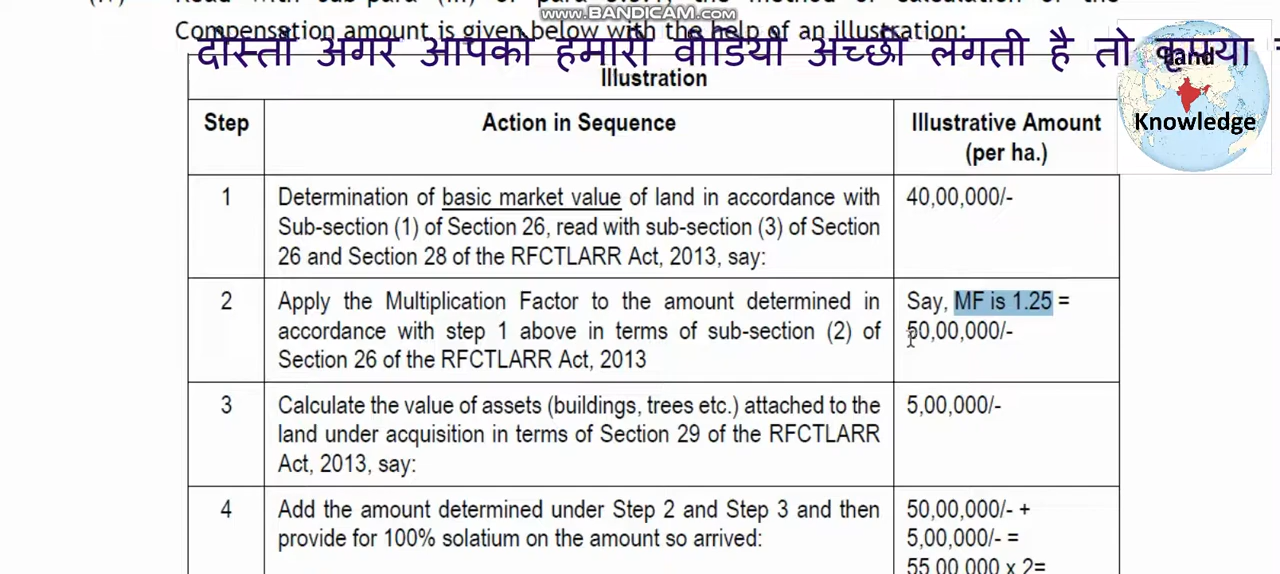 www.BANDICAM.com
Compensation amount is given below with the help of an illustration:
दोस्तों अगर आपको हमारी वीडियो अच्छी लगती है तो कृपया
Land
Knowledge
Illustration
Step Action in Sequence Illustrative Amount
(per ha.)
1 Determination of basic market value of land in accordance with 40,00,000/-
Sub-section (1) of Section 26, read with sub-section (3) of Section
26 and Section 28 of the RFCTLARR Act, 2013, say:
2 Apply the Multiplication Factor to the amount determined in Say, MF is 1.25 =
accordance with step 1 above in terms of sub-section (2) of 50,00,000/-
Section 26 of the RFCTLARR Act, 2013
3 Calculate the value of assets (buildings, trees etc.) attached to the 5,00,000/-
land under acquisition in terms of Section 29 of the RFCTLARR
Act, 2013, say:
4 Add the amount determined under Step 2 and Step 3 and then 50,00,000/- +
provide for 100% solatium on the amount so arrived: 5,00,000/- =
55,00,000 x 2=